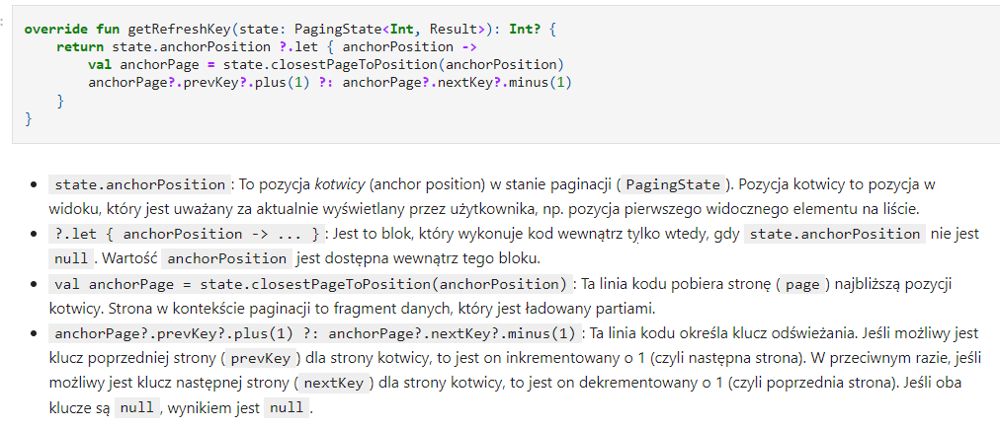 override fun getRefreshKey(state: PagingState<Int, Result>): Int? {
return state.anchorPosition ?.let { anchorPosition ->
val anchorPage = state.closestPageToPosition(anchorPosition)
anchorPage?.prevKey?.plus(1) ?: anchorPage?.nextKey?.minus(1)
}
}
• state.anchorPosition : To pozycja kotwicy (anchor position) w stanie paginacji ( PagingState ). Pozycja kotwicy to pozycja w
widoku, który jest uważany za aktualnie wyświetlany przez użytkownika, np. pozycja pierwszego widocznego elementu na liście.
• ?.let { anchorPosition -> ... } : Jest to blok, który wykonuje kod wewnątrz tylko wtedy, gdy state.anchorPosition nie jest
null . Wartość anchorPosition jest dostępna wewnątrz tego bloku.
• val anchorPage = state.closestPageToPosition(anchorPosition) : Ta linia kodu pobiera stronę ( page ) najbliższą pozycji
kotwicy. Strona w kontekście paginacji to fragment danych, który jest ładowany partiami.
• anchorPage?.prevKey?.plus(1) ?: anchorPage?.nextKey?.minus(1) : Ta linia kodu określa klucz odświeżania. Jeśli możliwy jest
klucz poprzedniej strony ( prevKey ) dla strony kotwicy, to jest on inkrementowany o 1 (czyli następna strona). W przeciwnym razie, jeśli
możliwy jest klucz następnej strony ( nextKey ) dla strony kotwicy, to jest on dekrementowany o 1 (czyli poprzednia strona). Jeśli oba
klucze są null , wynikiem jest null .